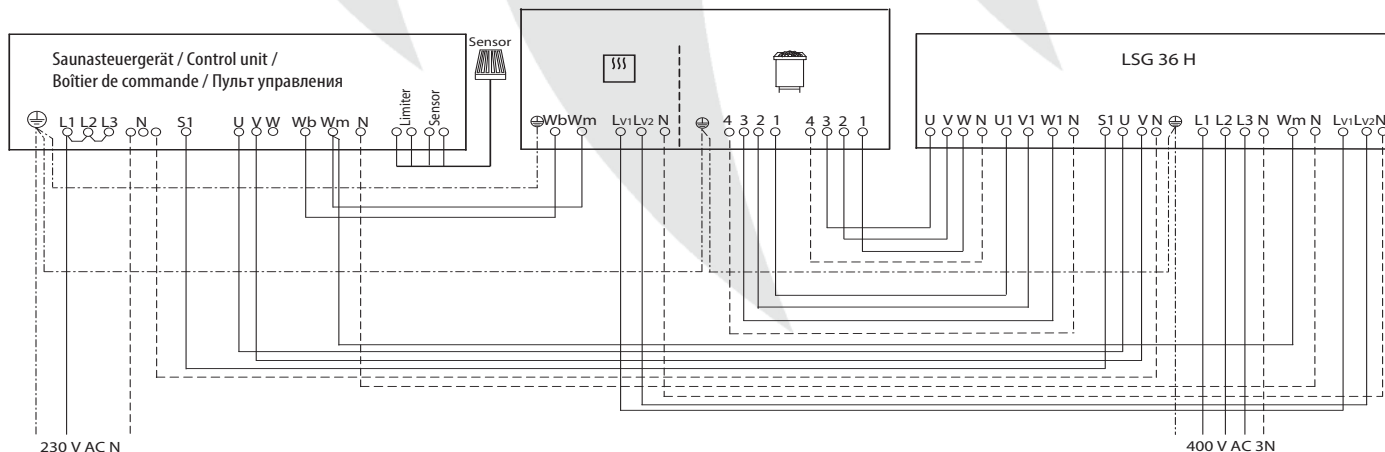 Saunasteuergerät / Control unit /
Boîtier de commande / Пульт управления
L1 L2 L3 N S1 U V W Wb Wm N
Limiter
Sensor
Sensor
Wb Wm LV1 LV2 N 4 3 2 1 4 3 2 1
LSG 36 H
U V W N U1 V1 W1 N S1 U V N L1 L2 L3 N Wm N LV1 LV2 N
230 V AC N
400 V AC 3N